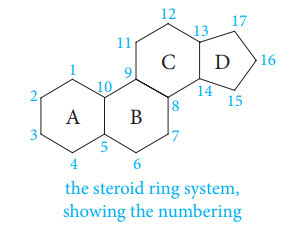 12
17
13
11
C
D
16
1
9
10
14
15
2
8
A
B
3
7
5
4
6
the steroid ring system,
showing the numbering